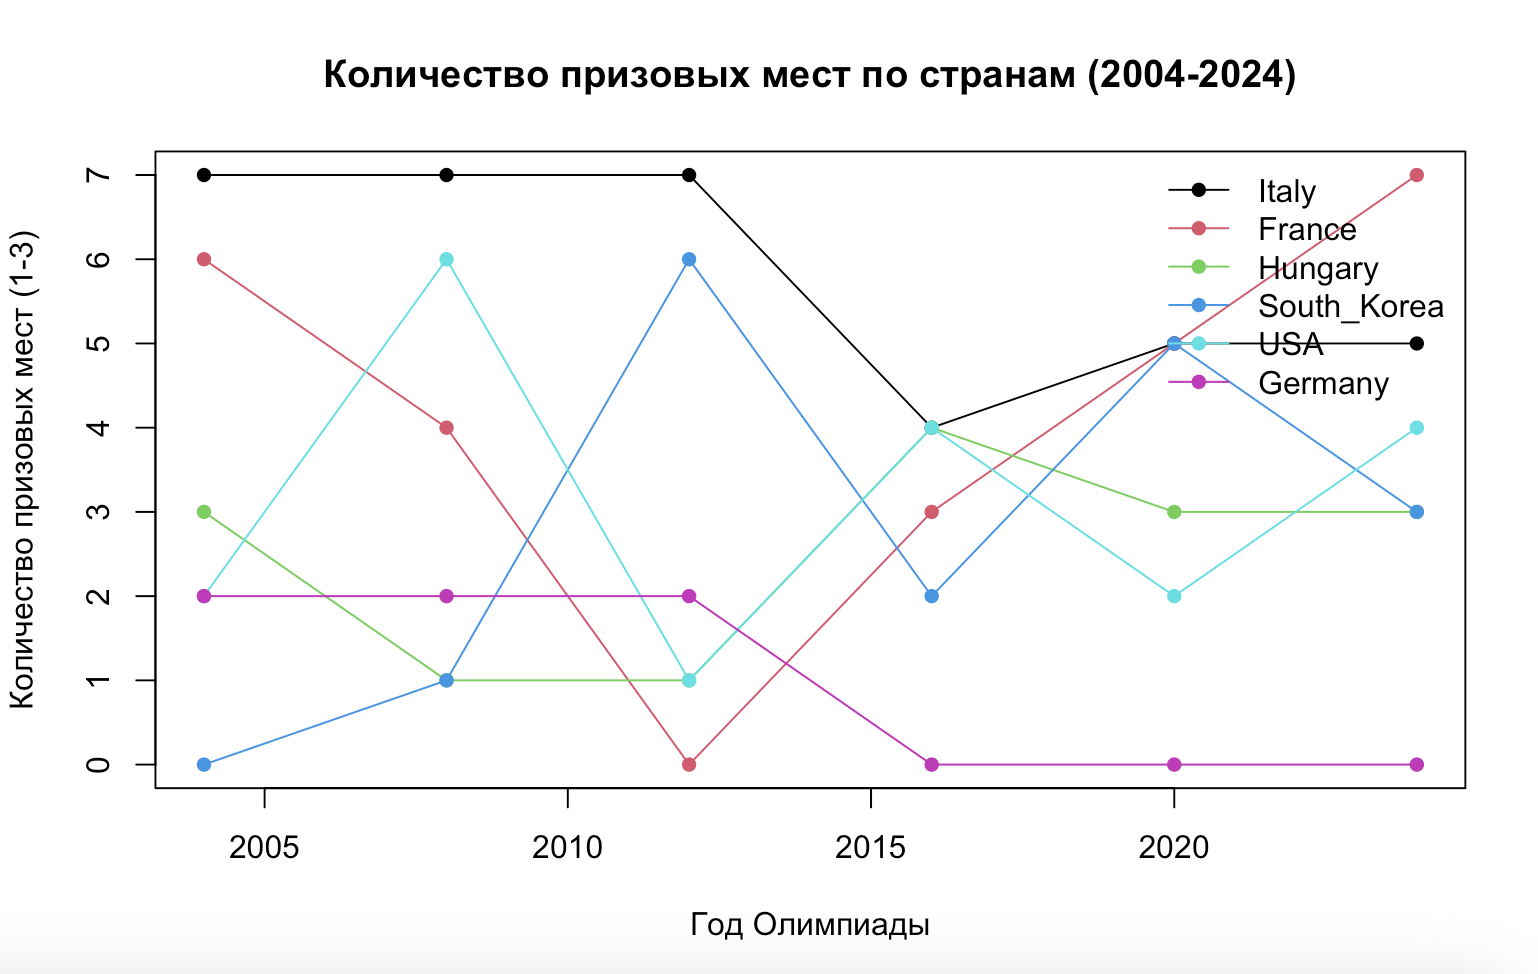 Количество призовых мест по странам (2004-2024)
Количество призовых мест (1-3)
7
6
5
4
3
2
1
0
Italy
France
Hungary
South_Korea
USA
Germany
2005
2010
2015
2020
Год Олимпиады